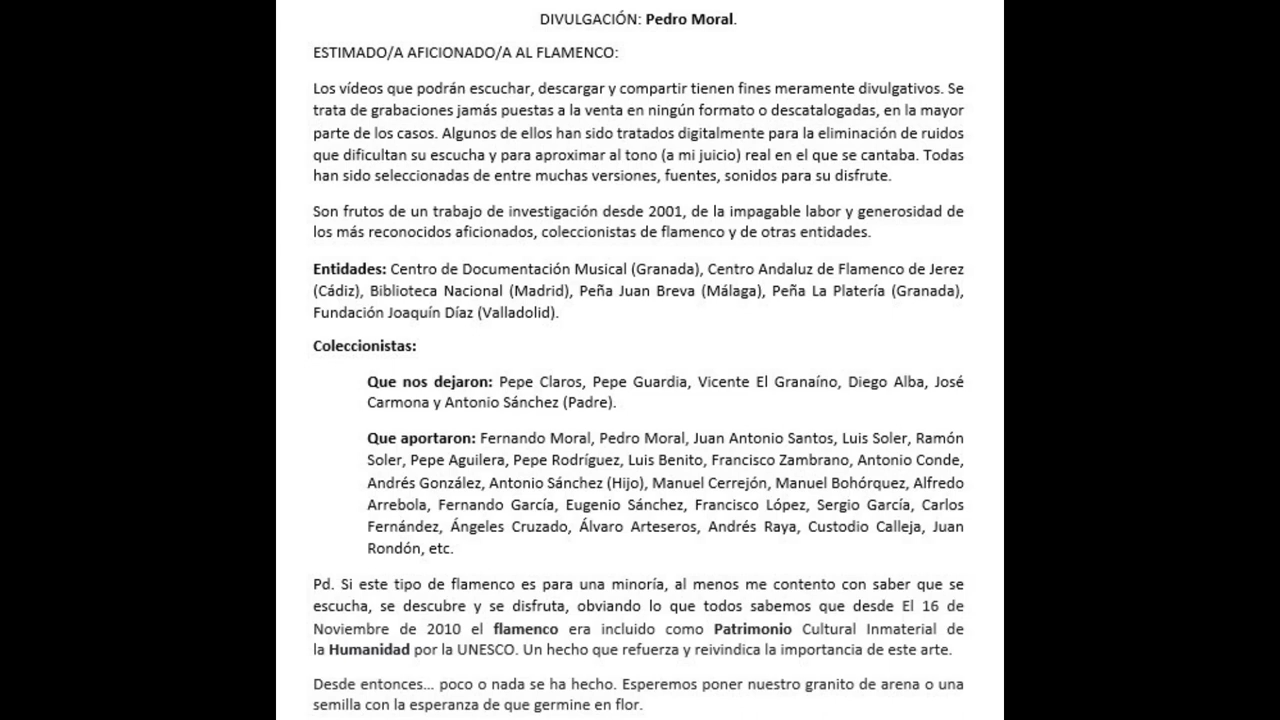 DIVULGACIÓN: Pedro Moral.
ESTIMADO/A AFICIONADO/A AL FLAMENCO:
Los vídeos que podrán escuchar, descargar y compartir tienen fines meramente divulgativos. Se
trata de grabaciones jamás puestas a la venta en ningún formato o descatalogadas, en la mayor
parte de los casos. Algunos de ellos han sido tratados digitalmente para la eliminación de ruidos
que dificultan su escucha y para aproximar al tono (a mi juicio) real en el que se cantaba. Todas
han sido seleccionadas de entre muchas versiones, fuentes, sonidos para su disfrute.
Son frutos de un trabajo de investigación desde 2001, de la impagable labor y generosidad de
los más reconocidos aficionados, coleccionistas de flamenco y de otras entidades.
Entidades: Centro de Documentación Musical (Granada), Centro Andaluz de Flamenco de Jerez
(Cádiz), Biblioteca Nacional (Madrid), Peña Juan Breva (Málaga), Peña La Platería (Granada),
Fundación Joaquín Díaz (Valladolid).
Coleccionistas:
Que nos dejaron: Pepe Claros, Pepe Guardia, Vicente El Granaíno, Diego Alba, José
Carmona y Antonio Sánchez (Padre).
Que aportaron: Fernando Moral, Pedro Moral, Juan Antonio Santos, Luis Soler, Ramón
Soler, Pepe Aguilera, Pepe Rodríguez, Luis Benito, Francisco Zambrano, Antonio Conde,
Andrés González, Antonio Sánchez (Hijo), Manuel Cerrejón, Manuel Bohórquez, Alfredo
Arrebola, Fernando García, Eugenio Sánchez, Francisco López, Sergio García, Carlos
Fernández, Ángeles Cruzado, Álvaro Arteseros, Andrés Raya, Custodio Calleja, Juan
Rondón, etc.
Pd. Si este tipo de flamenco es para una minoría, al menos me contento con saber que se
escucha, se descubre y se disfruta, obviando lo que todos sabemos que desde El 16 de
Noviembre de 2010 el flamenco era incluido como Patrimonio Cultural Inmaterial de
la Humanidad por la UNESCO. Un hecho que refuerza y reivindica la importancia de este arte.
Desde entonces... poco o nada se ha hecho. Esperemos poner nuestro granito de arena o una
semilla con la esperanza de que germine en flor.